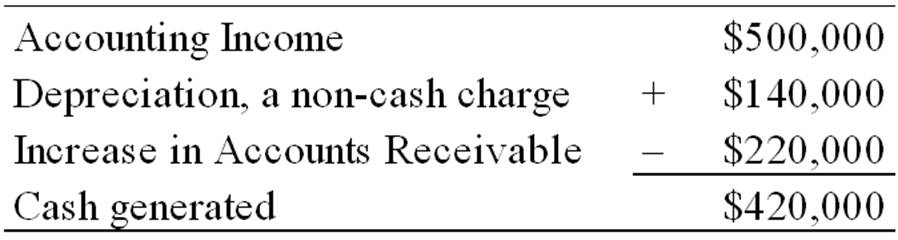 Accounting Income $500,000
Depreciation, a non-cash charge + $140,000
Increase in Accounts Receivable – $220,000
Cash generated $420,000